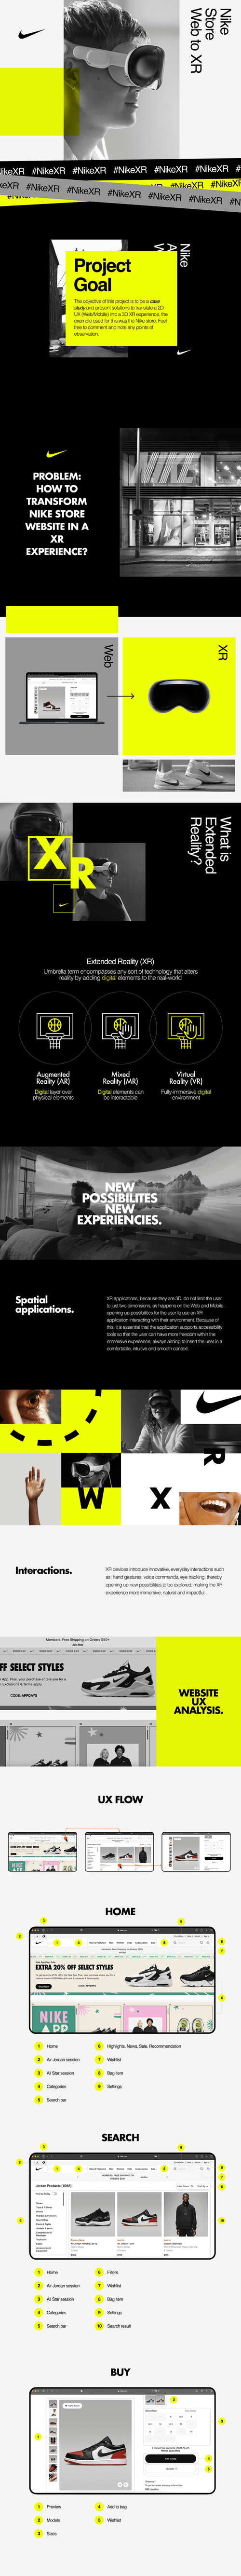 Nike
Store
Web to XR
#NikeXR #NikeXR #NikeXR #NikeXR #NikeXR
#NikeXR #NikeXR #NikeXR #NikeXR
Project
Goal
The objective of this project is to be a case
study and present solutions to translate a 2D
UX (Web/Mobile) into a 3D XR experience, the
example used for this was the Nike store. Feel
free to comment and note any points of
observation.
Nike
PROBLEM:
HOW TO
TRANSFORM
NIKE STORE
WEBSITE IN A
XR
EXPERIENCE?
NIKE
Web
XR
XR
What is
Extended
Reality?
Extended Reality (XR)
Umbrella term encompasses any sort of technology that alters
reality by adding digital elements to the real-world
Augmented
Reality (AR)
Digital layer over
physical elements
Mixed
Reality (MR)
Digital elements can
be interactable
Virtual
Reality (VR)
Fully-immersive digital
environment
NEW
POSSIBILITES
NEW
EXPERIENCES.
Spatial
applications.
XR applications, because they are 3D, do not limit the user
to just two dimensions, as happens on the Web and Mobile,
opening up possibilities for the user to use an XR
application interacting with their environment. Because of
this, it is essential that the application supports accessibility
tools so that the user can have more freedom within the
immersive experience, always aiming to insert the user in a
comfortable, intuitive and smooth context.
R
W
X
Interactions.
XR devices introduce innovative, everyday interactions such
as: hand gestures, voice commands, eye tracking, thereby
opening up new possibilities to be explored, making the XR
experience more immersive, natural and impactful.
Members: Free Shipping on Orders $50+
FF SELECT STYLES
CODE: APP24FS
WEBSITE
UX
ANALYSIS.
UX FLOW
HOME
EXTRA 20% OFF SELECT STYLES
NIKE
APP
1 Home
2 Air Jordan session
3 All Star session
4 Categories
5 Search bar
6 Highlights, News, Sale, Recommendation
7 Wishlist
8 Bag item
9 Settings
SEARCH
1 Home
2 Air Jordan session
3 All Star session
4 Categories
5 Search bar
6 Filters
7 Wishlist
8 Bag item
9 Settings
10 Search result
BUY
1 Preview
2 Models
3 Sizes
4 Add to bag
5 Wishlist